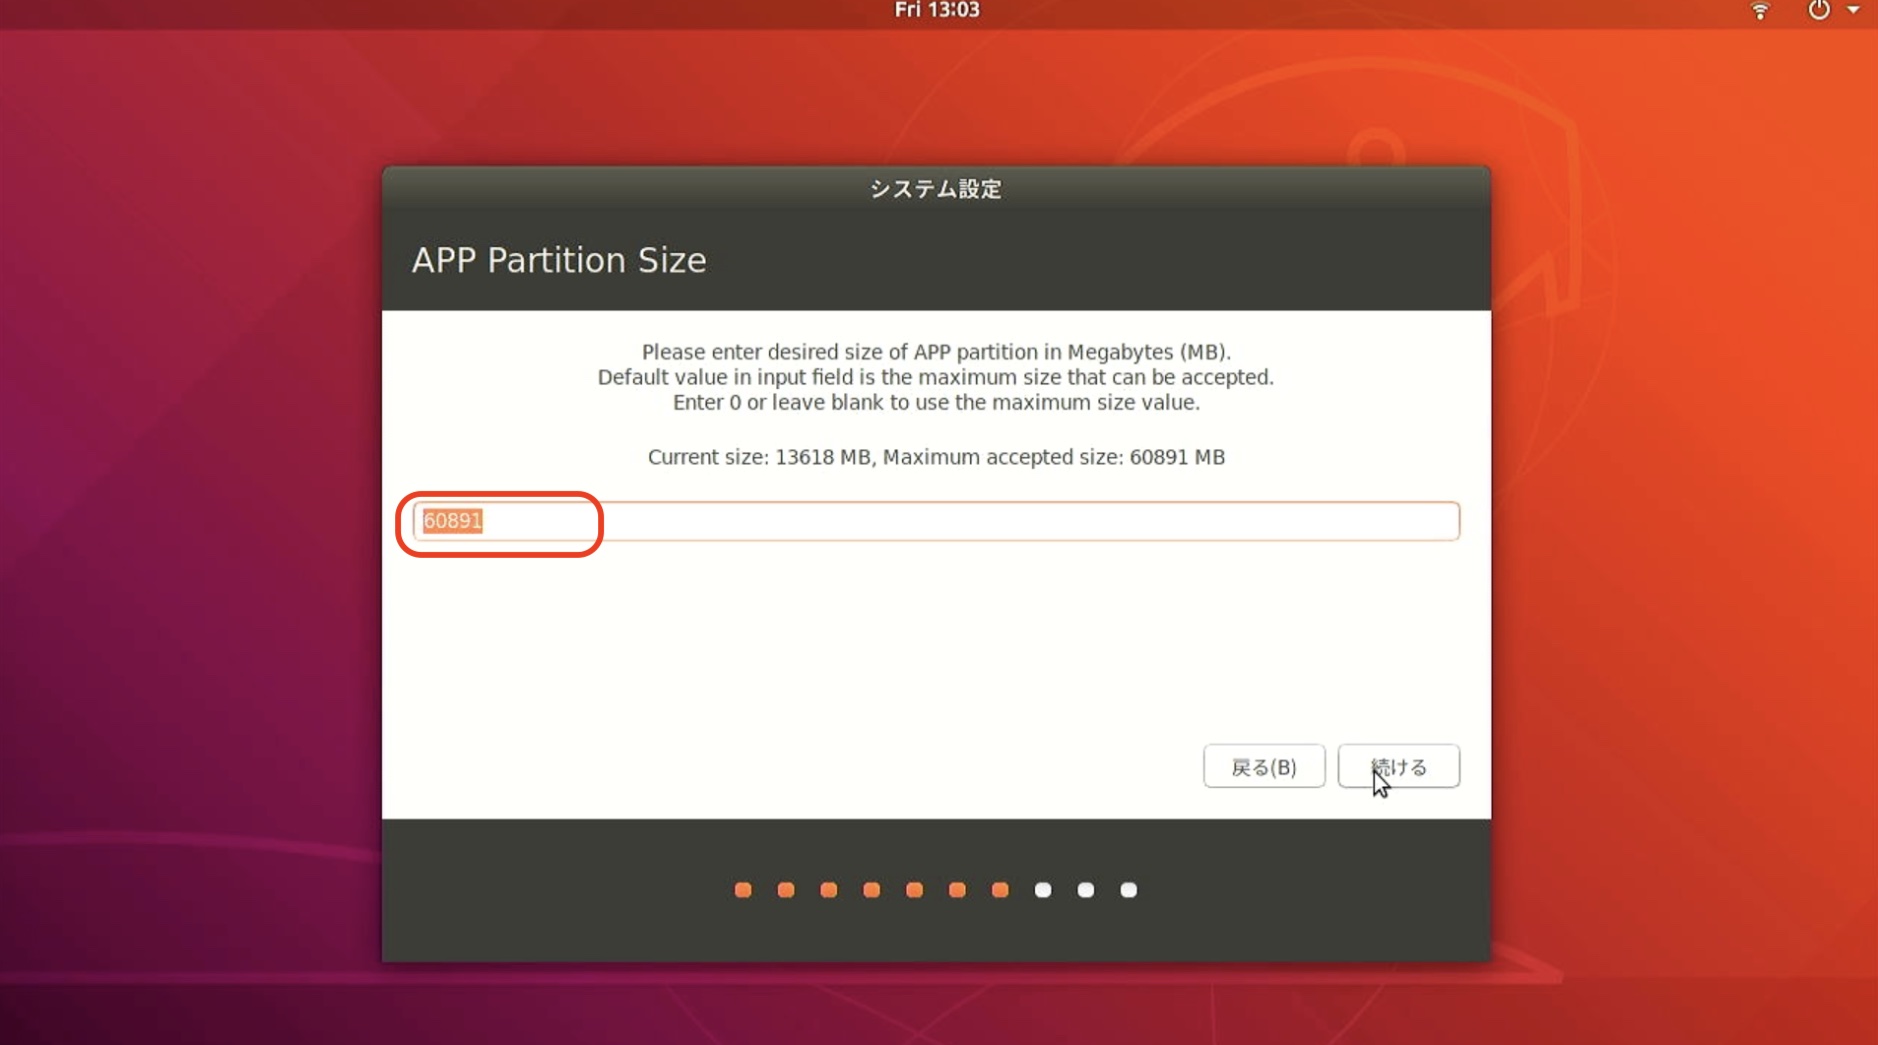 Fri 13:03
システム設定
APP Partition Size
Please enter desired size of APP partition in Megabytes (MB).
Default value in input field is the maximum size that can be accepted.
Enter 0 or leave blank to use the maximum size value.
Current size: 13618 MB, Maximum accepted size: 60891 MB
60891
戻る(B)
続ける